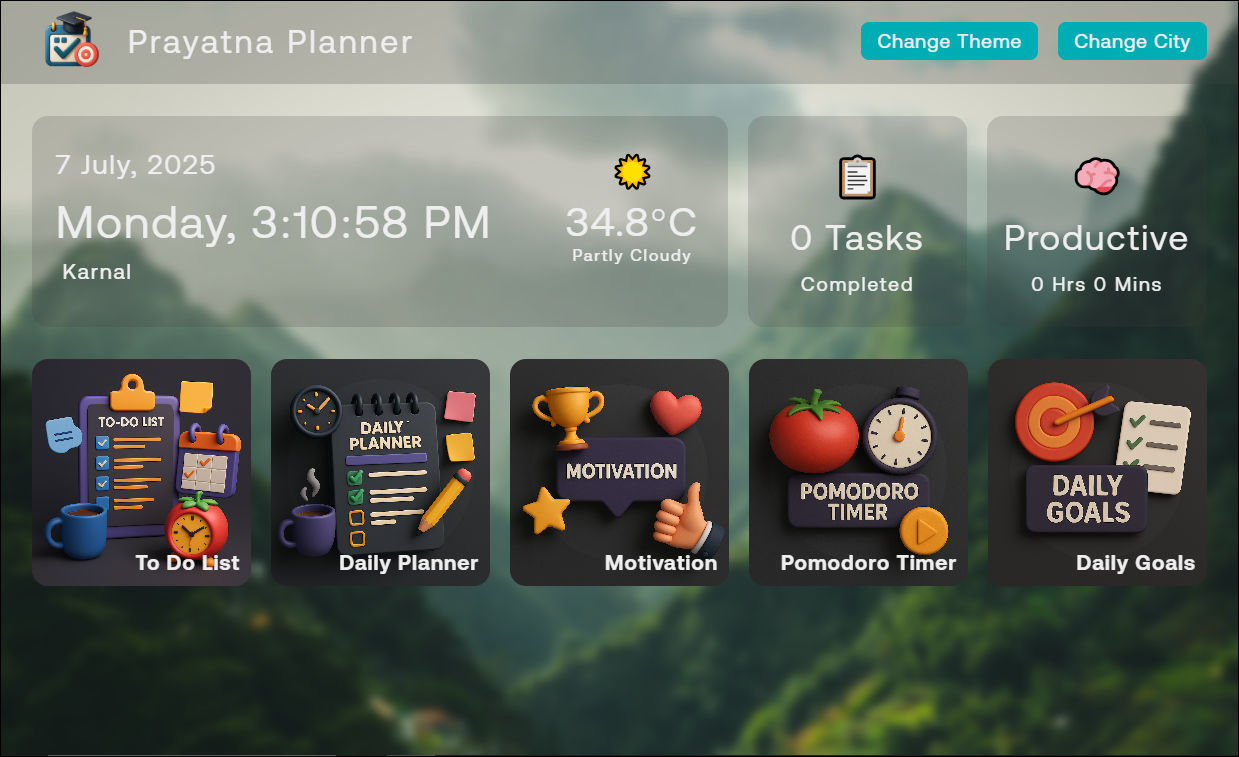 Prayatna Planner
Change Theme
Change City
7 July, 2025
Monday, 3:10:58 PM
Karnal
34.8°C
Partly Cloudy
0 Tasks
Completed
Productive
0 Hrs 0 Mins
TO-DO LIST
To Do List
DAILY
PLANNER
Daily Planner
MOTIVATION
Motivation
POMODORO
TIMER
Pomodoro Timer
DAILY
GOALS
Daily Goals